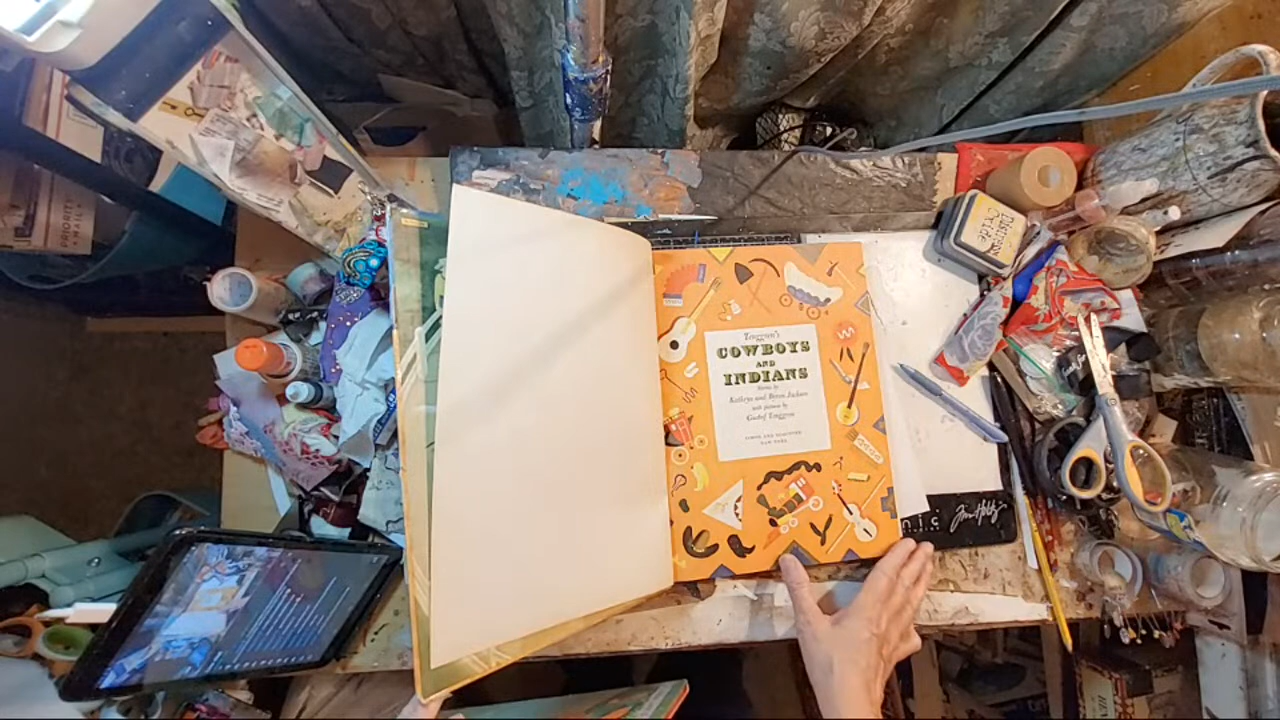 Tenggren's
COWBOYS
AND
INDIANS
Stories by
Kathryn and Byron Jackson
with pictures by
Gustaf Tenggren
SIMON AND SCHUSTER
NEW YORK
Distress
Oxide
Tim Holtz
PRIORITY
MAIL